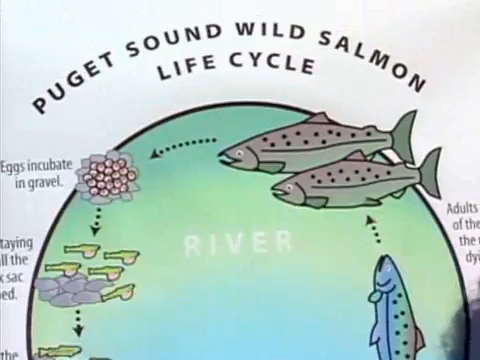 PUGET SOUND WILD SALMON
LIFE CYCLE
Eggs incubate
in gravel.
RIVER
Adults
of the
the
taying
ll the
sac
ed.
the